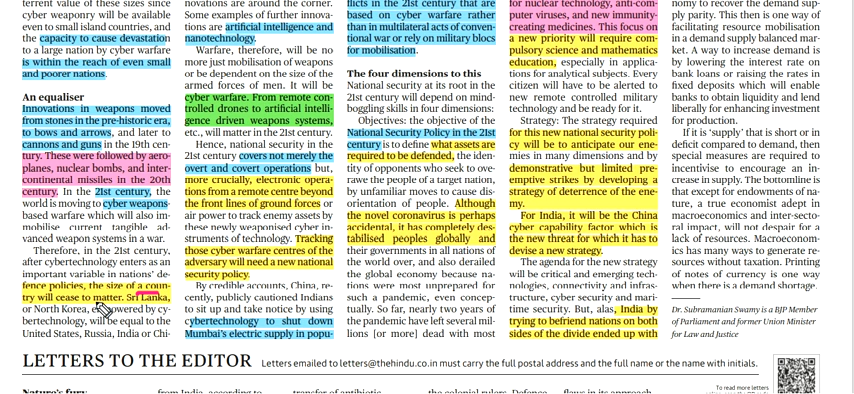 terrent value of these sizes since
cyber weaponry will be available
even to small island countries, and
the capacity to cause devastation
to a large nation by cyber warfare
is within the reach of even small
and poorer nations.
An equaliser
Innovations in weapons moved
from stones in the pre-historic era,
to bows and arrows, and later to
cannons and guns in the 19th cen-
tury. These were followed by aero-
planes, nuclear bombs, and inter-
continental missiles in the 20th
century. In the 21st century, the
world is moving to cyber weapons-
based warfare which will also im-
mobilise current tangible ad-
vanced weapon systems in a war.
Therefore, in the 21st century,
after cybertechnology enters as an
important variable in nations’ de-
fence policies, the size of a coun-
try will cease to matter. Sri Lanka,
or North Korea, empowered by cy-
bertechnology, will be equal to the
United States, Russia, India or Chi-
novations are around the corner.
Some examples of further innova-
tions are artificial intelligence and
nanotechnology.
Warfare, therefore, will be no
more just mobilisation of weapons
or be dependent on the size of the
armed forces of men. It will be
cyber warfare. From remote con-
trolled drones to artificial intelli-
gence driven weapons systems,
etc., will matter in the 21st century.
Hence, national security in the
21st century covers not merely the
overt and covert operations but,
more crucially, electronic opera-
tions from a remote centre beyond
the front lines of ground forces or
air power to track enemy assets by
these newly weaponised cyber in-
struments of technology. Tracking
those cyber warfare centres of the
adversary will need a new national
security policy.
By credible accounts, China, re-
cently, publicly cautioned Indians
to sit up and take notice by using
cybertechnology to shut down
Mumbai’s electric supply in popu-
flicts in the 21st century that are
based on cyber warfare rather
than in multilateral acts of conven-
tional war or rely on military blocs
for mobilisation.
The four dimensions to this
National security at its root in the
21st century will depend on mind-
boggling skills in four dimensions:
Objectives: the objective of the
National Security Policy in the 21st
century is to define what assets are
required to be defended, the iden-
tity of opponents who seek to ove-
rawe the people of a target nation,
by unfamiliar moves to cause dis-
orientation of people. Although
the novel coronavirus is perhaps
accidental, it has completely des-
tabilised peoples globally and
their governments in all nations of
the world over, and also derailed
the global economy because na-
tions were most unprepared for
such a pandemic, even concep-
tually. So far, nearly two years of
the pandemic have left several mil-
lions [or more] dead with most
for nuclear technology, anti-com-
puter viruses, and new immunity-
creating medicines. This focus on
a new priority will require com-
pulsory science and mathematics
education, especially in applica-
tions for analytical subjects. Every
citizen will have to be alerted to
new remote controlled military
technology and be ready for it.
Strategy: The strategy required
for this new national security poli-
cy will be to anticipate our ene-
mies in many dimensions and by
demonstrative but limited pre-
emptive strikes by developing a
strategy of deterrence of the ene-
my.
For India, it will be the China
cyber capability factor which is
the new threat for which it has to
devise a new strategy.
The agenda for the new strategy
will be critical and emerging tech-
nologies, connectivity and infras-
tructure, cyber security and mari-
time security. But, alas, India by
trying to befriend nations on both
sides of the divide ended up with
nomy to recover the demand sup-
ply parity. This then is one way of
facilitating resource mobilisation
in a demand supply balanced mar-
ket. A way to increase demand is
by lowering the interest rate on
bank loans or raising the rates in
fixed deposits which will enable
banks to obtain liquidity and lend
liberally for enhancing investment
for production.
If it is ‘supply’ that is short or in
deficit compared to demand, then
special measures are required to
incentivise to encourage an in-
crease in supply. The bottomline is
that except for endowments of na-
ture, a true economist adept in
macroeconomics and inter-secto-
ral impact, will not despair for a
lack of resources. Macroeconom-
ics has many ways to generate re-
sources without taxation. Printing
of notes of currency is one way
when there is a demand shortage.
Dr. Subramanian Swamy is a BJP Member
of Parliament and former Union Minister
for Law and Justice
LETTERS TO THE EDITOR Letters emailed to letters@thehindu.co.in must carry the full postal address and the full name or the name with initials.
To read more letters
Nature’s fury
from India, according to
transfer of antibiotic
the colonial rulers. Defence
flaws in its approach